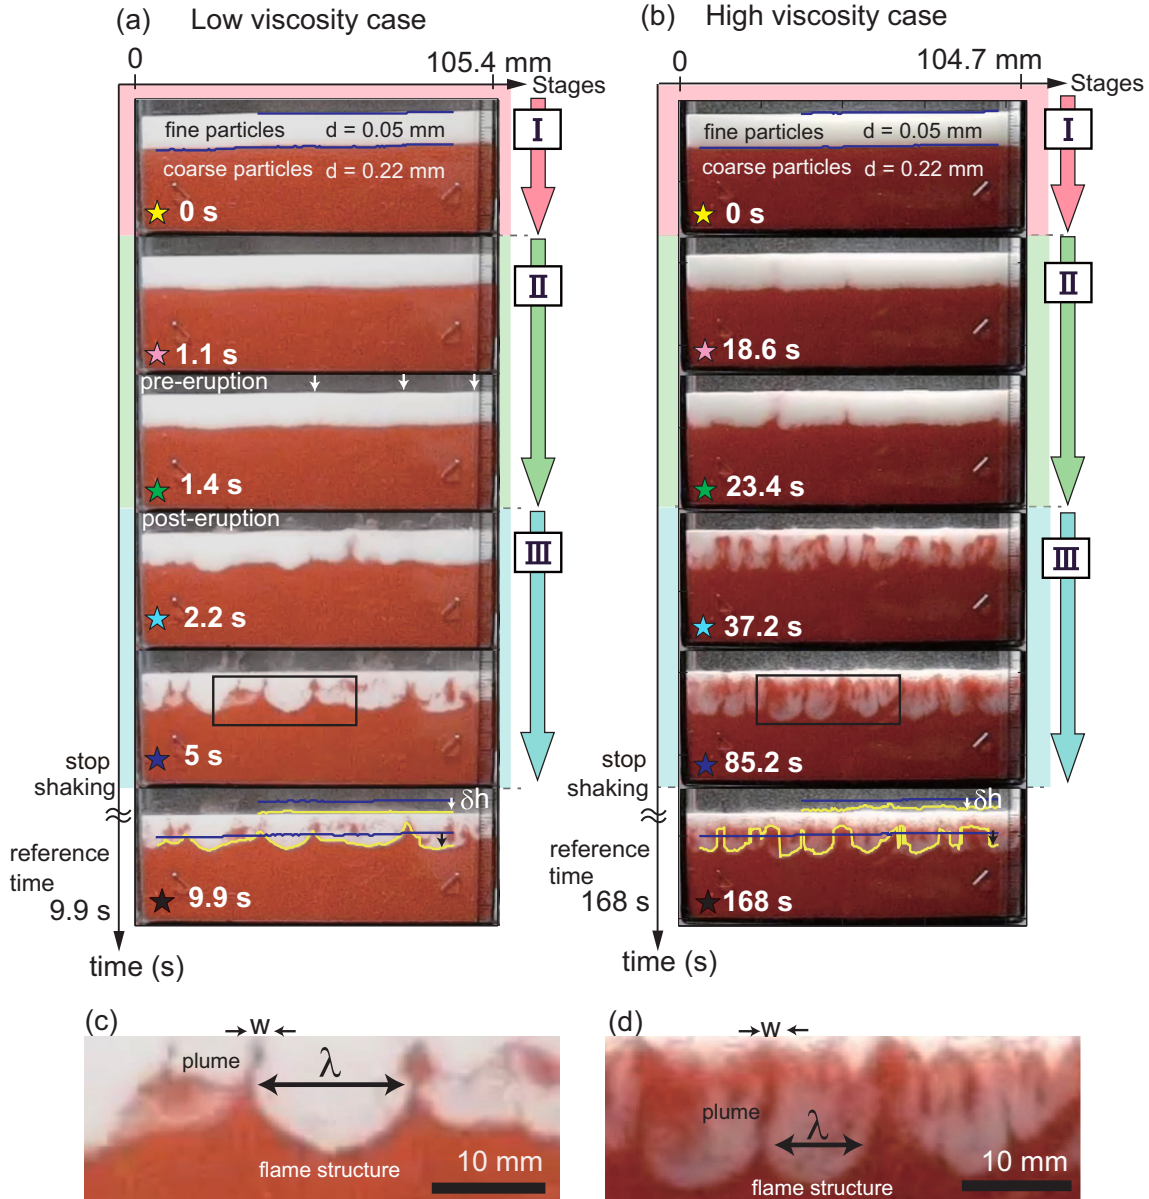 (a) Low viscosity case
0
105.4 mm
Stages
fine particles d = 0.05 mm
coarse particles d = 0.22 mm
0 s
I
1.1 s
II
pre-eruption
1.4 s
post-eruption
2.2 s
III
5 s
stop
shaking
δh
reference
time
9.9 s
9.9 s
time (s)
(b) High viscosity case
0
104.7 mm
Stages
fine particles d = 0.05 mm
coarse particles d = 0.22 mm
0 s
I
18.6 s
II
23.4 s
37.2 s
III
85.2 s
stop
shaking
δh
reference
time
168 s
168 s
time (s)
(c)
w
plume
λ
flame structure
10 mm
(d)
w
plume
λ
flame structure
10 mm